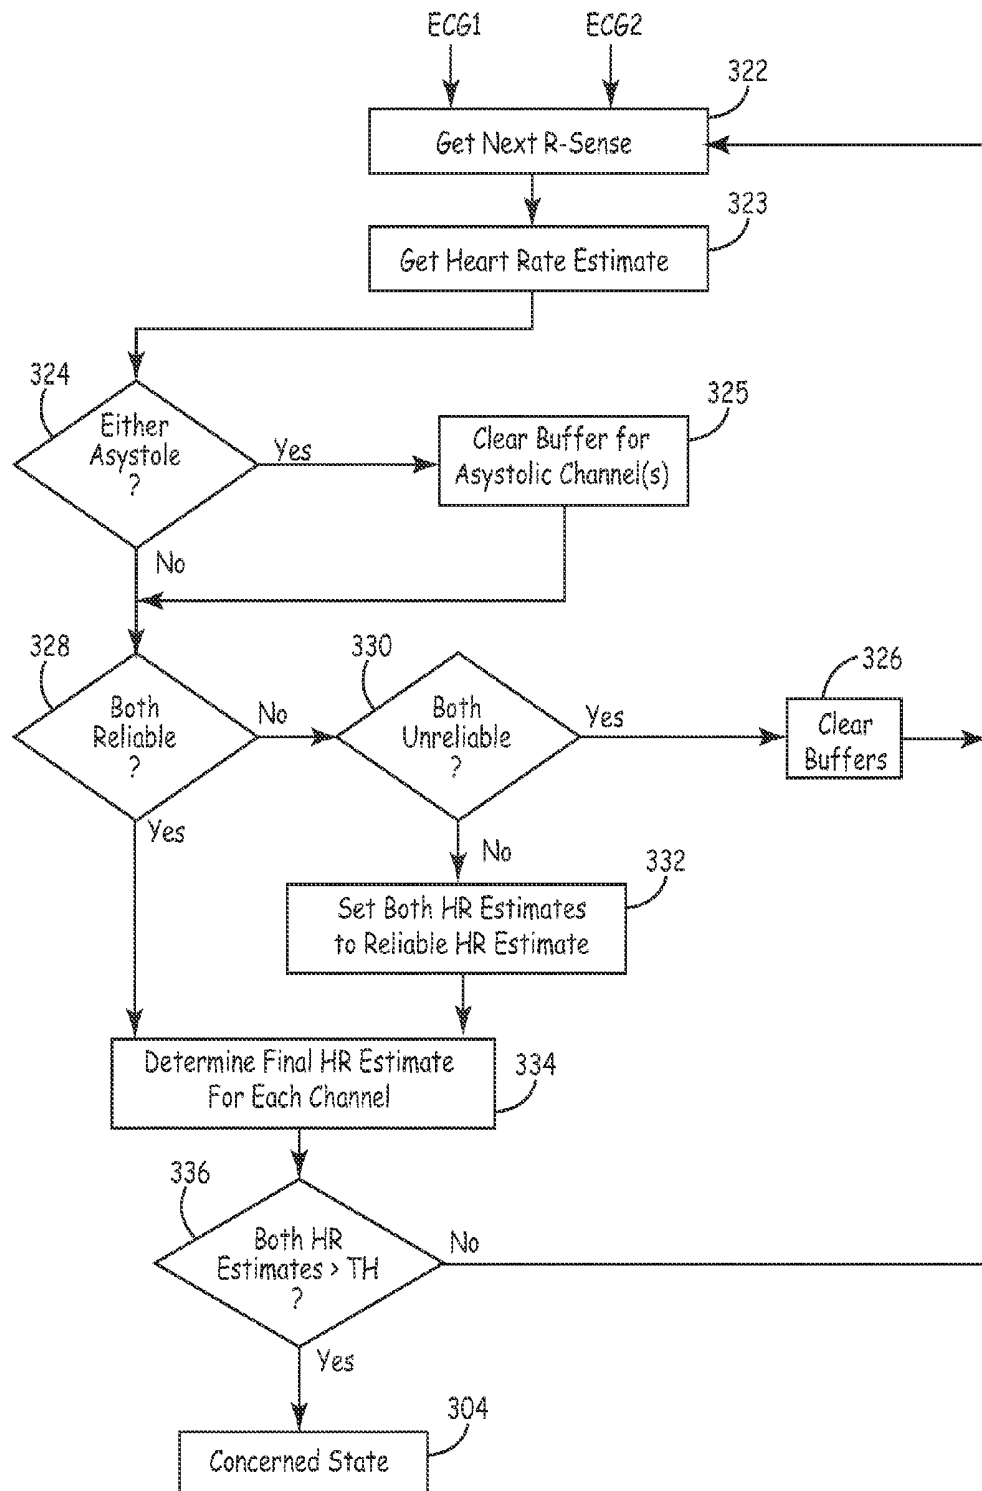 ECG1
ECG2
322
Get Next R-Sense
323
Get Heart Rate Estimate
324
Either
Asystole
?
Yes
325
Clear Buffer for
Asystolic Channel(s)
No
328
Both
Reliable
?
No
330
Both
Unreliable
?
Yes
326
Clear
Buffers
Yes
No
332
Set Both HR Estimates
to Reliable HR Estimate
Determine Final HR Estimate
For Each Channel
334
336
Both HR
Estimates > TH
?
No
Yes
304
Concerned State